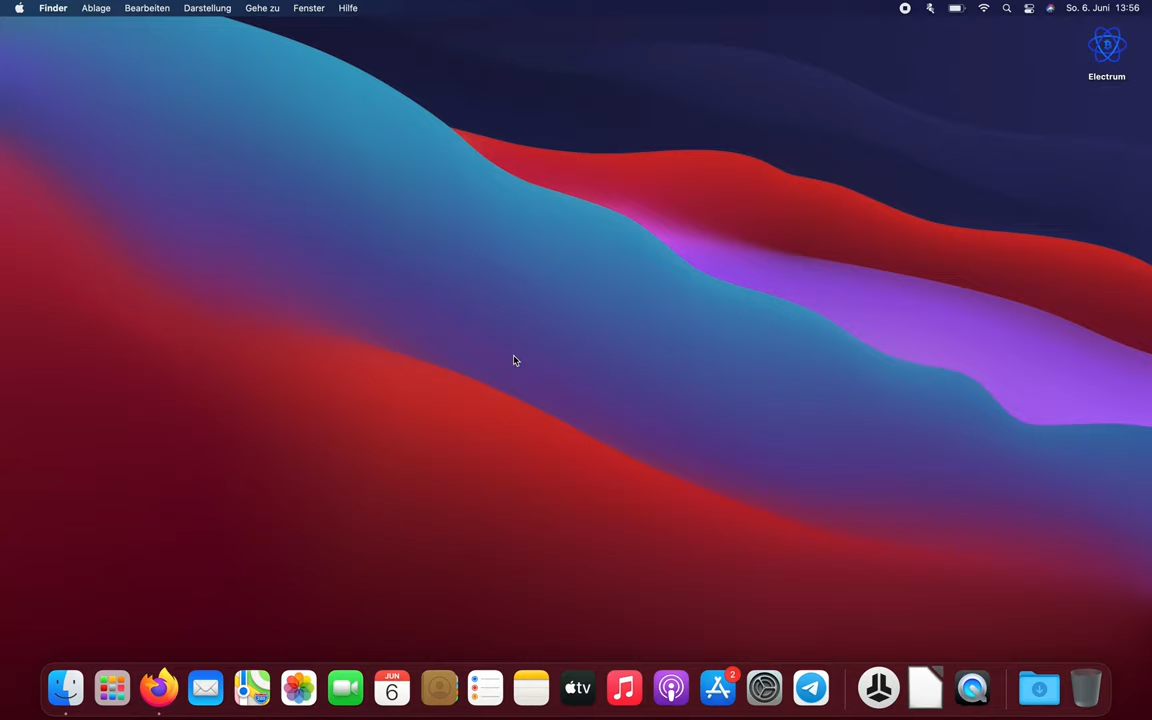 Finder Ablage Bearbeiten Darstellung Gehe zu Fenster Hilfe So. 6. Juni 13:56
Electrum
JUN
6
tv
2